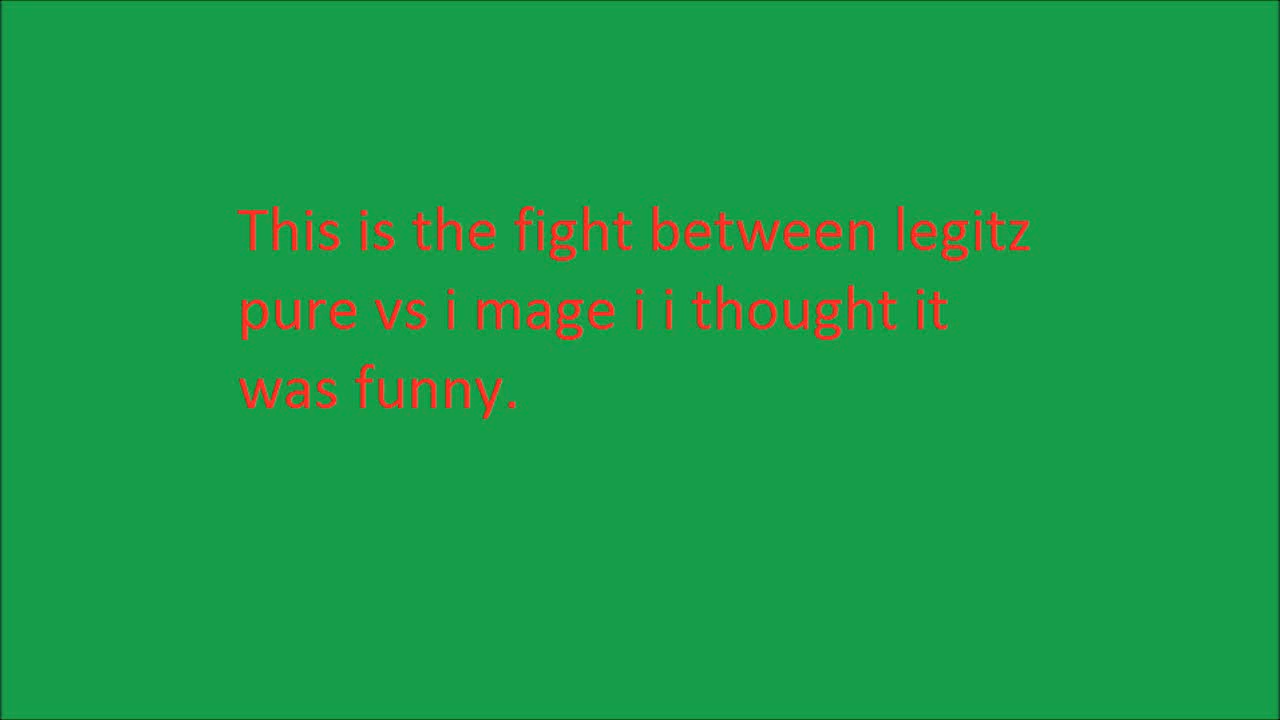 This is the fight between legitz
pure vs i mage i i thought it
was funny.